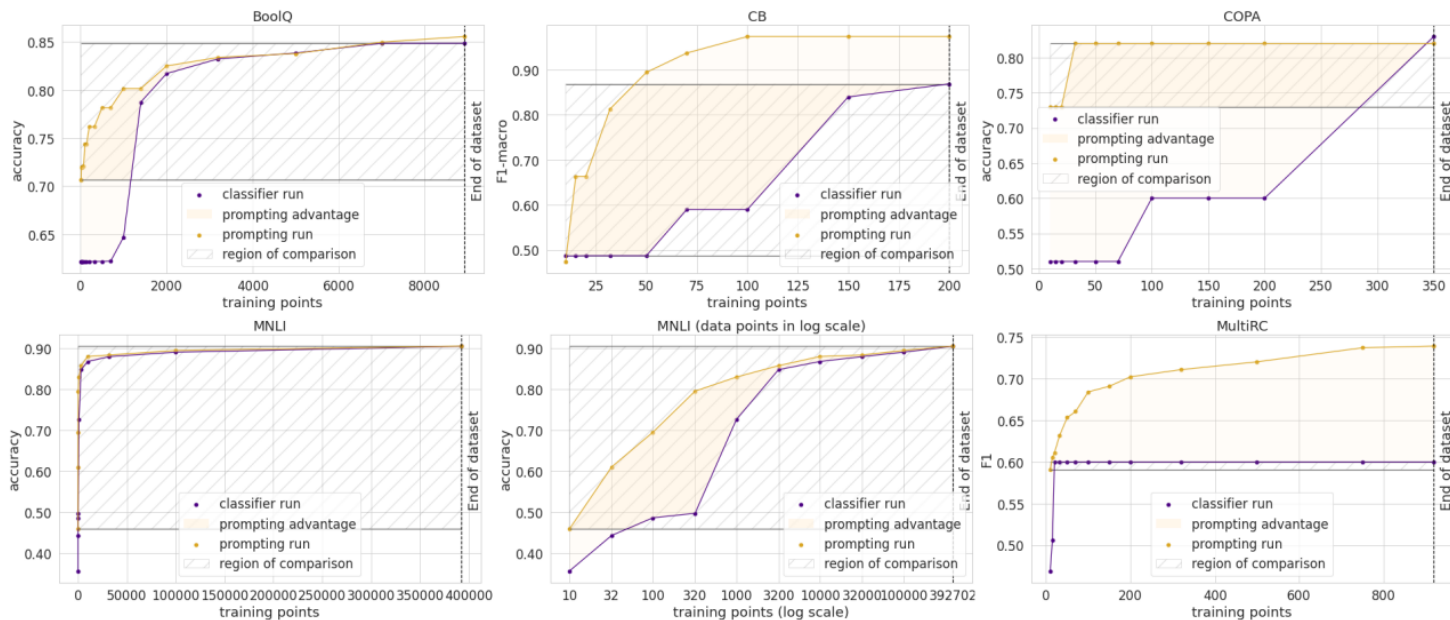 BoolQ
0.85
0.80
0.75
0.70
0.65
accuracy
0
2000
4000
6000
8000
training points
End of dataset
classifier run
prompting advantage
prompting run
region of comparison
CB
0.90
0.80
0.70
0.60
0.50
F1-macro
25
50
75
100
125
150
175
200
training points
End of dataset
classifier run
prompting advantage
prompting run
region of comparison
COPA
0.80
0.75
0.70
0.65
0.60
0.55
0.50
accuracy
0
50
100
150
200
250
300
350
training points
End of dataset
classifier run
prompting advantage
prompting run
region of comparison
MNLI
0.90
0.80
0.70
0.60
0.50
0.40
accuracy
0
50000
100000
150000
200000
250000
300000
350000
400000
training points
End of dataset
classifier run
prompting advantage
prompting run
region of comparison
MNLI (data points in log scale)
0.90
0.80
0.70
0.60
0.50
0.40
accuracy
10
32
100
320
1000
3200
10000
32000
100000
392702
training points (log scale)
End of dataset
classifier run
prompting advantage
prompting run
region of comparison
MultiRC
0.75
0.70
0.65
0.60
0.55
0.50
F1
0
200
400
600
800
training points
End of dataset
classifier run
prompting advantage
prompting run
region of comparison